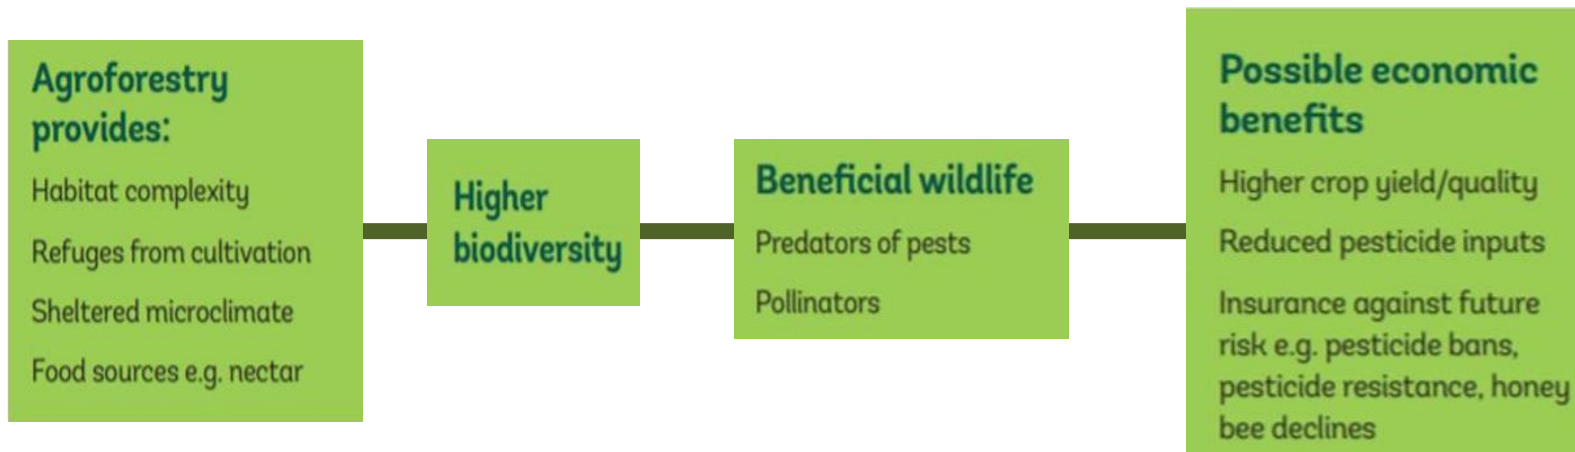 Agroforestry
provides:
Habitat complexity
Refuges from cultivation
Sheltered microclimate
Food sources e.g. nectar
Higher
biodiversity
Beneficial wildlife
Predators of pests
Pollinators
Possible economic
benefits
Higher crop yield/quality
Reduced pesticide inputs
Insurance against future
risk e.g. pesticide bans,
pesticide resistance, honey
bee declines